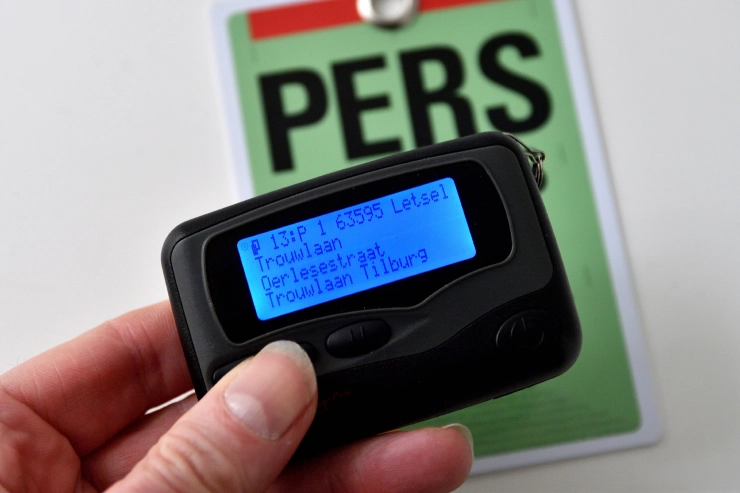 PERS
13:P 1 63595 Letsel
Trouwlaan
Oerlesestraat
Trouwlaan Tilburg